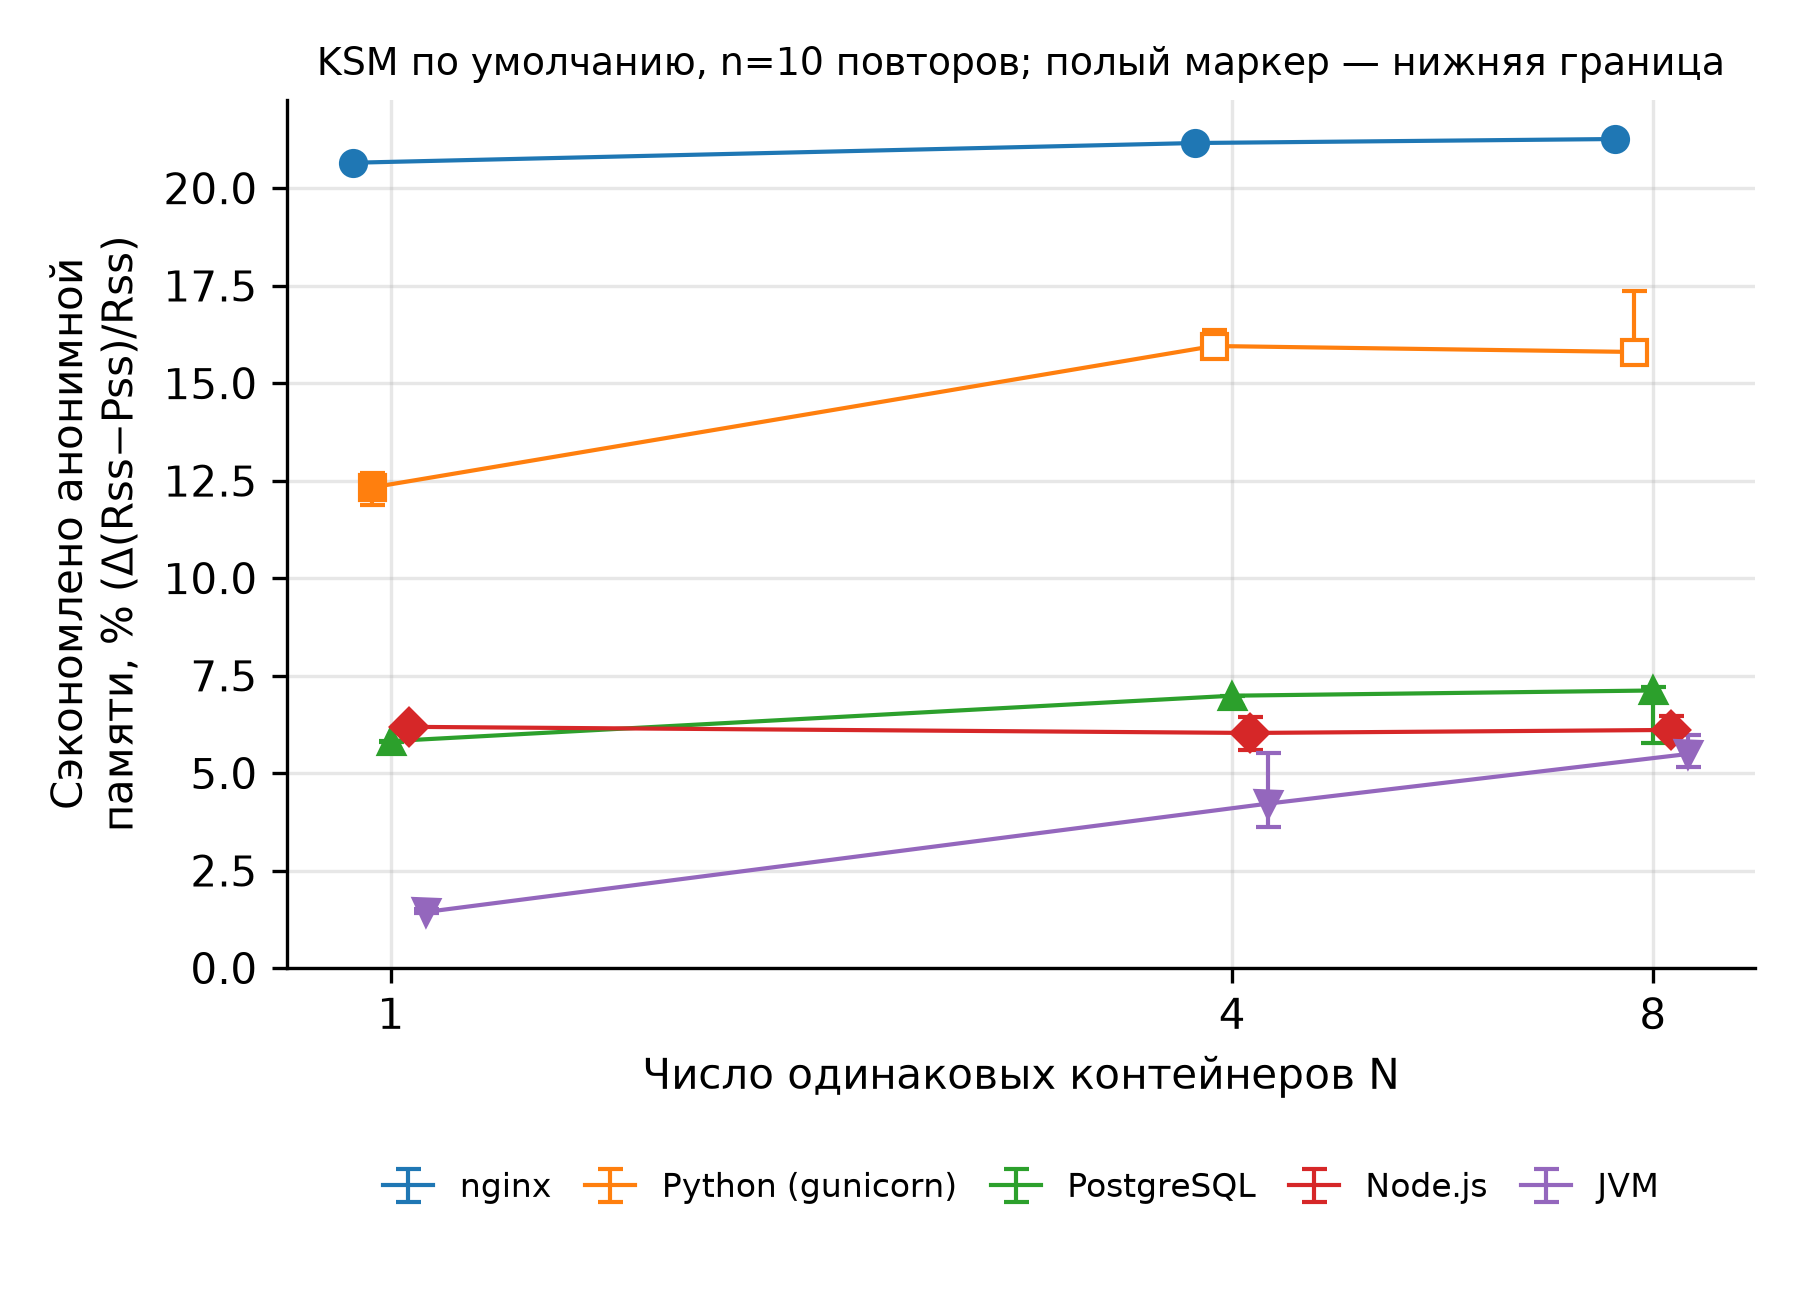 KSM по умолчанию, n=10 повторов; полый маркер — нижняя граница
Сэкономлено анонимной
памяти, % (Δ(Rss−Pss)/Rss)
20.0
17.5
15.0
12.5
10.0
7.5
5.0
2.5
0.0
1 4 8
Число одинаковых контейнеров N
nginx Python (gunicorn) PostgreSQL Node.js JVM